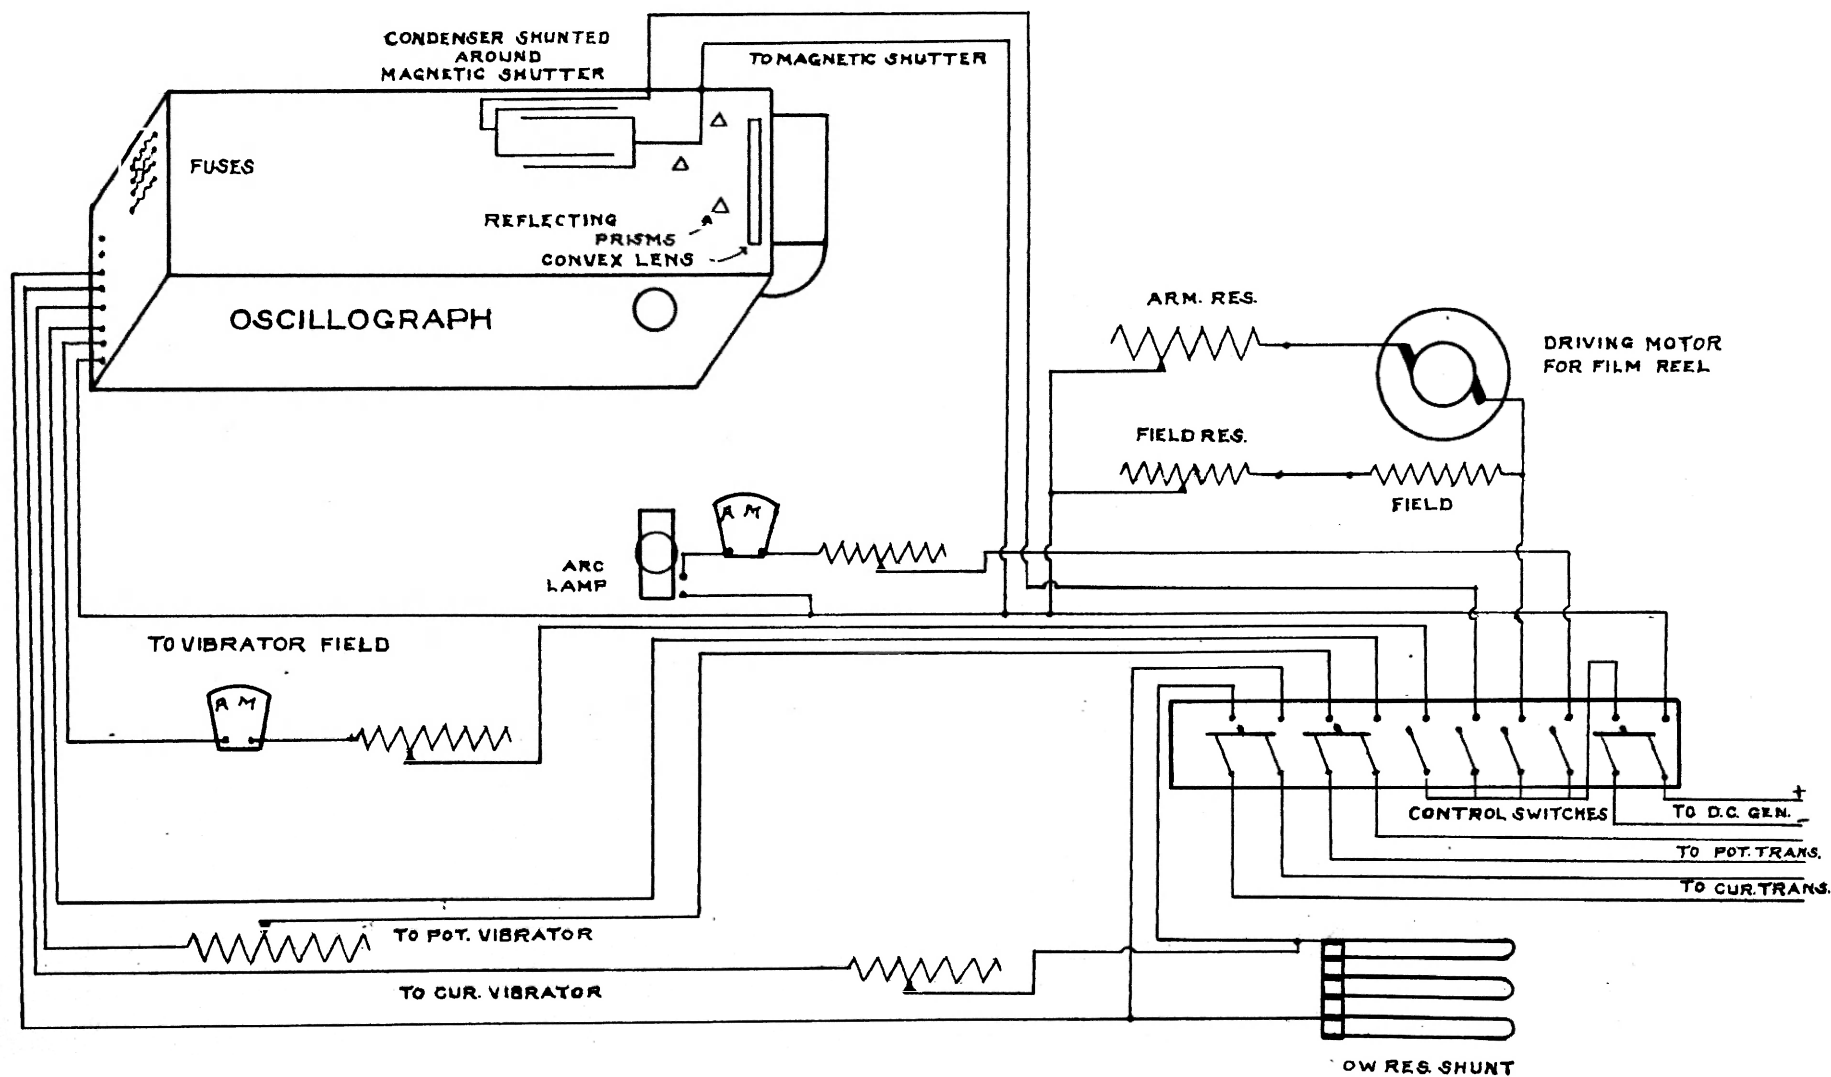 CONDENSER SHUNTED
AROUND
MAGNETIC SHUTTER
TO MAGNETIC SHUTTER
FUSES
REFLECTING
PRISMS
CONVEX LENS
OSCILLOGRAPH
ARM. RES.
DRIVING MOTOR
FOR FILM REEL
FIELD RES.
FIELD
A M
ARC
LAMP
TO VIBRATOR FIELD
A M
+
CONTROL SWITCHES
TO D.C. GEN.
-
TO POT. TRANS.
TO CUR. TRANS.
TO POT. VIBRATOR
TO CUR. VIBRATOR
OW RES. SHUNT